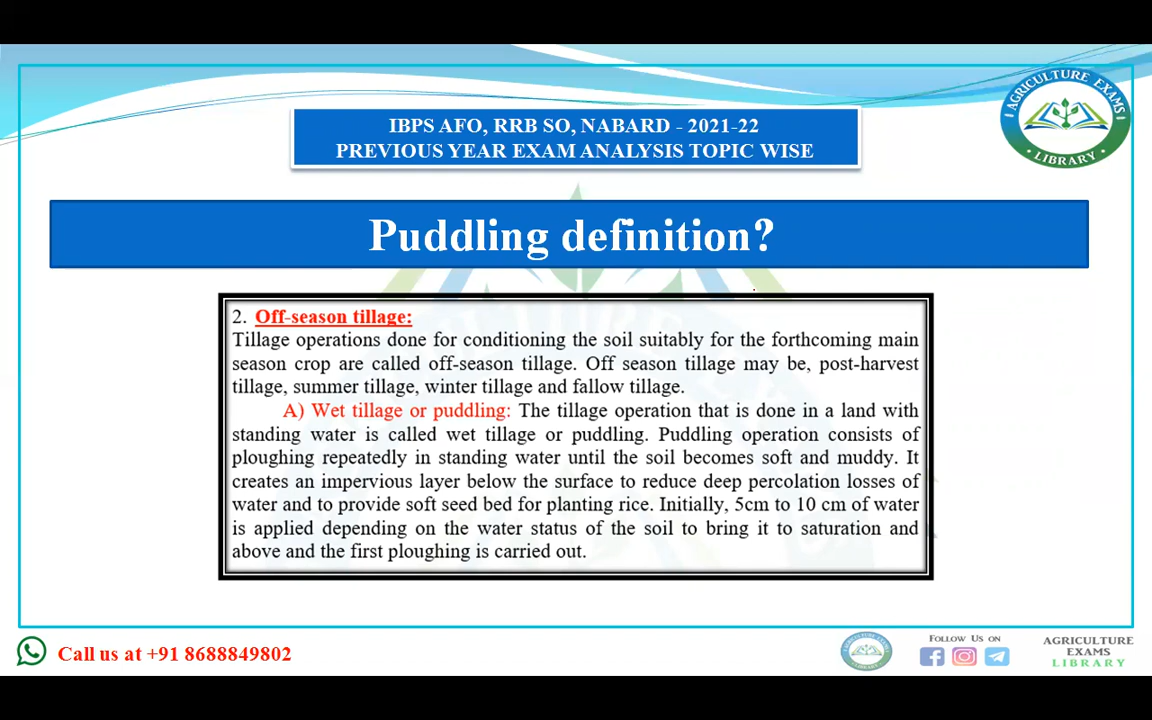 AGRICULTURE EXAMS
LIBRARY
IBPS AFO, RRB SO, NABARD - 2021-22
PREVIOUS YEAR EXAM ANALYSIS TOPIC WISE
Puddling definition?
2. Off-season tillage:
Tillage operations done for conditioning the soil suitably for the forthcoming main
season crop are called off-season tillage. Off season tillage may be, post-harvest
tillage, summer tillage, winter tillage and fallow tillage.
A) Wet tillage or puddling: The tillage operation that is done in a land with
standing water is called wet tillage or puddling. Puddling operation consists of
ploughing repeatedly in standing water until the soil becomes soft and muddy. It
creates an impervious layer below the surface to reduce deep percolation losses of
water and to provide soft seed bed for planting rice. Initially, 5cm to 10 cm of water
is applied depending on the water status of the soil to bring it to saturation and
above and the first ploughing is carried out.
Call us at +91 8688849802
FOLLOW US ON
AGRICULTURE
EXAMS
LIBRARY